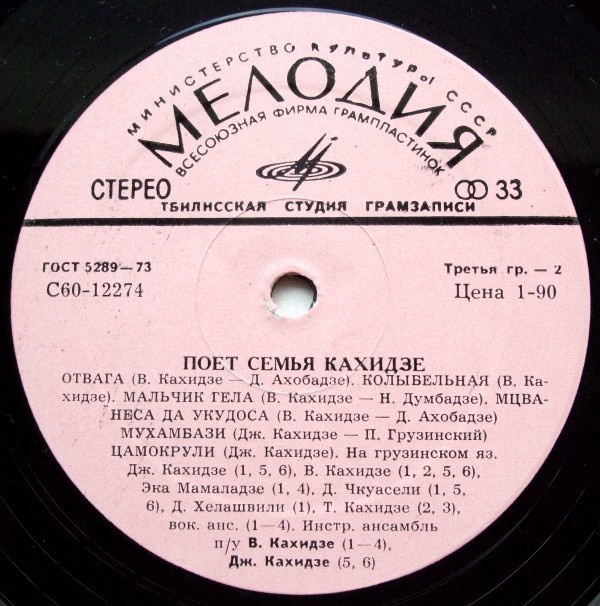 МИНИСТЕРСТВО КУЛЬТУРЫ СССР
МЕЛОДИЯ
ВСЕСОЮЗНАЯ ФИРМА ГРАМПЛАСТИНОК
СТЕРЕО 33
ТБИЛИССКАЯ СТУДИЯ ГРАМЗАПИСИ
ГОСТ 5289—73 Третья гр. — 2
С60-12274 Цена 1-90
ПОЕТ СЕМЬЯ КАХИДЗЕ
ОТВАГА (В. Кахидзе — Д. Ахобадзе). КОЛЫБЕЛЬНАЯ (В. Ка-
хидзе). МАЛЬЧИК ГЕЛА (В. Кахидзе — Н. Думбадзе). МЦВА-
НЕСА ДА УКУДОСА (В. Кахидзе — Д. Ахобадзе)
МУХАМБАЗИ (Дж. Кахидзе — П. Грузинский)
ЦАМОКРУЛИ (Дж. Кахидзе). На грузинском яз.
Дж. Кахидзе (1, 5, 6), В. Кахидзе (1, 2, 5, 6),
Эка Мамаладзе (1, 4), Д. Чкуасели (1, 5,
6), Д. Хелашвили (1), Т. Кахидзе (2, 3),
вок. анс. (1—4). Инстр. ансамбль
п/у В. Кахидзе (1—4),
Дж. Кахидзе (5, 6)